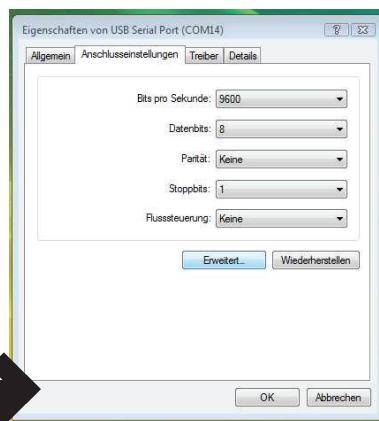 Eigenschaften von USB Serial Port (COM14)
Allgemein Anschlusseinstellungen Treiber Details
Bits pro Sekunde: 9600
Datenbits: 8
Parität: Keine
Stoppbits: 1
Flusssteuerung: Keine
Erweitert... Wiederherstellen
OK Abbrechen